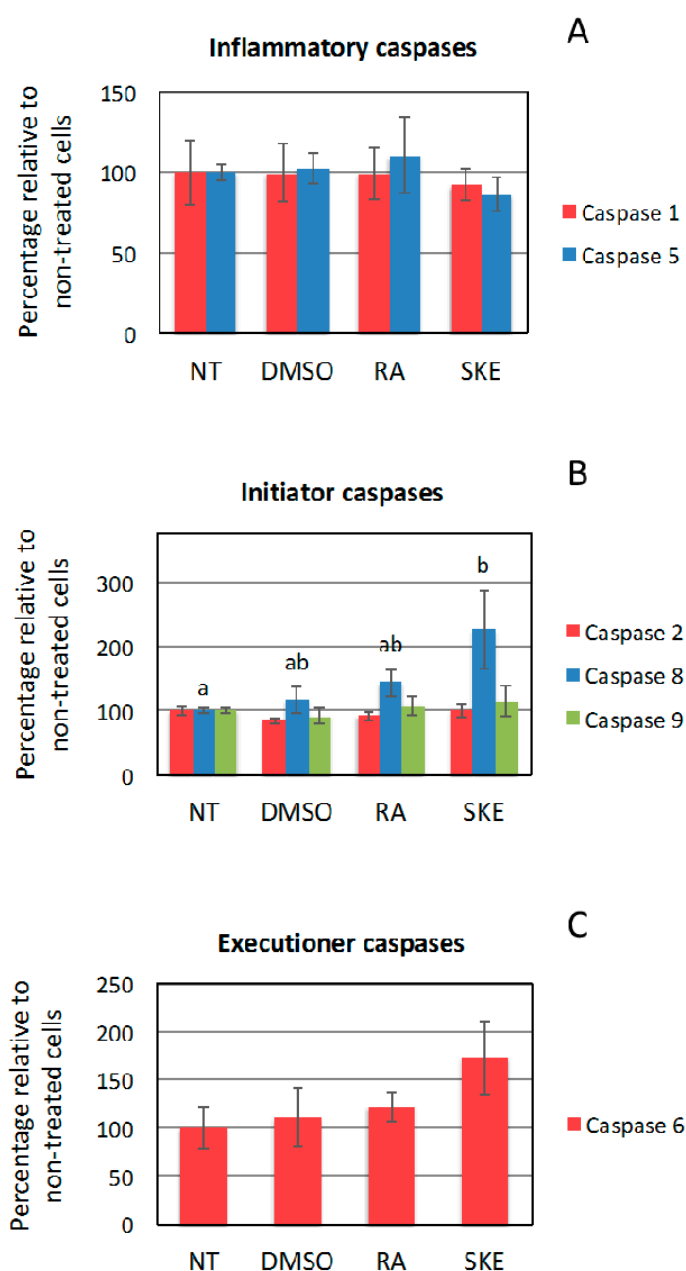 A
Inflammatory caspases
Percentage relative to
non-treated cells
150
100
50
0
NT DMSO RA SKE
Caspase 1
Caspase 5
B
Initiator caspases
Percentage relative to
non-treated cells
300
200
100
0
a ab ab b
NT DMSO RA SKE
Caspase 2
Caspase 8
Caspase 9
C
Executioner caspases
Percentage relative to
non-treated cells
250
200
150
100
50
0
NT DMSO RA SKE
Caspase 6